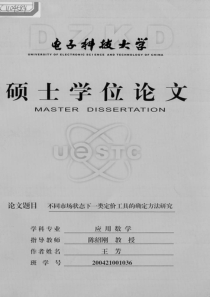 电子科技大学
UNIVERSITY OF ELECTRONIC SCIENCE AND TECHNOLOGY OF CHINA
硕士学位论文
MASTER DISSERTATION
UESTC
论文题目 不同市场状态下一类定价工具的确定方法研究
学科专业 应用数学
指导教师 陈绍刚 教授
作者姓名 王芳
班学号 200421001036